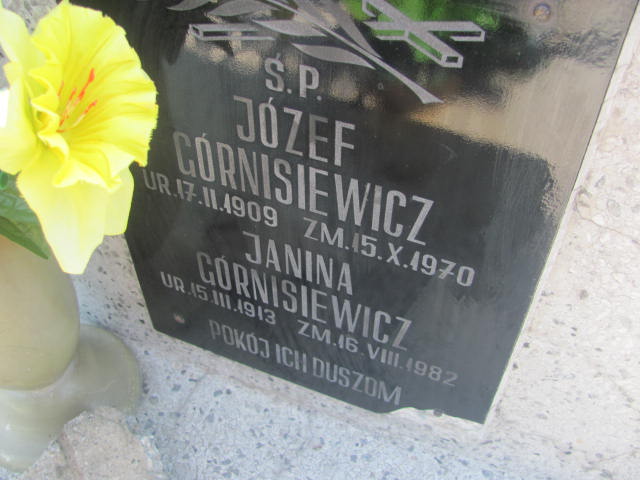 Ś.P.
JÓZEF
GÓRNISIEWICZ
UR.17.II.1909 ZM.15.X.1970
JANINA
GÓRNISIEWICZ
UR.15.III.1913 ZM.16.VIII.1982
POKÓJ ICH DUSZOM